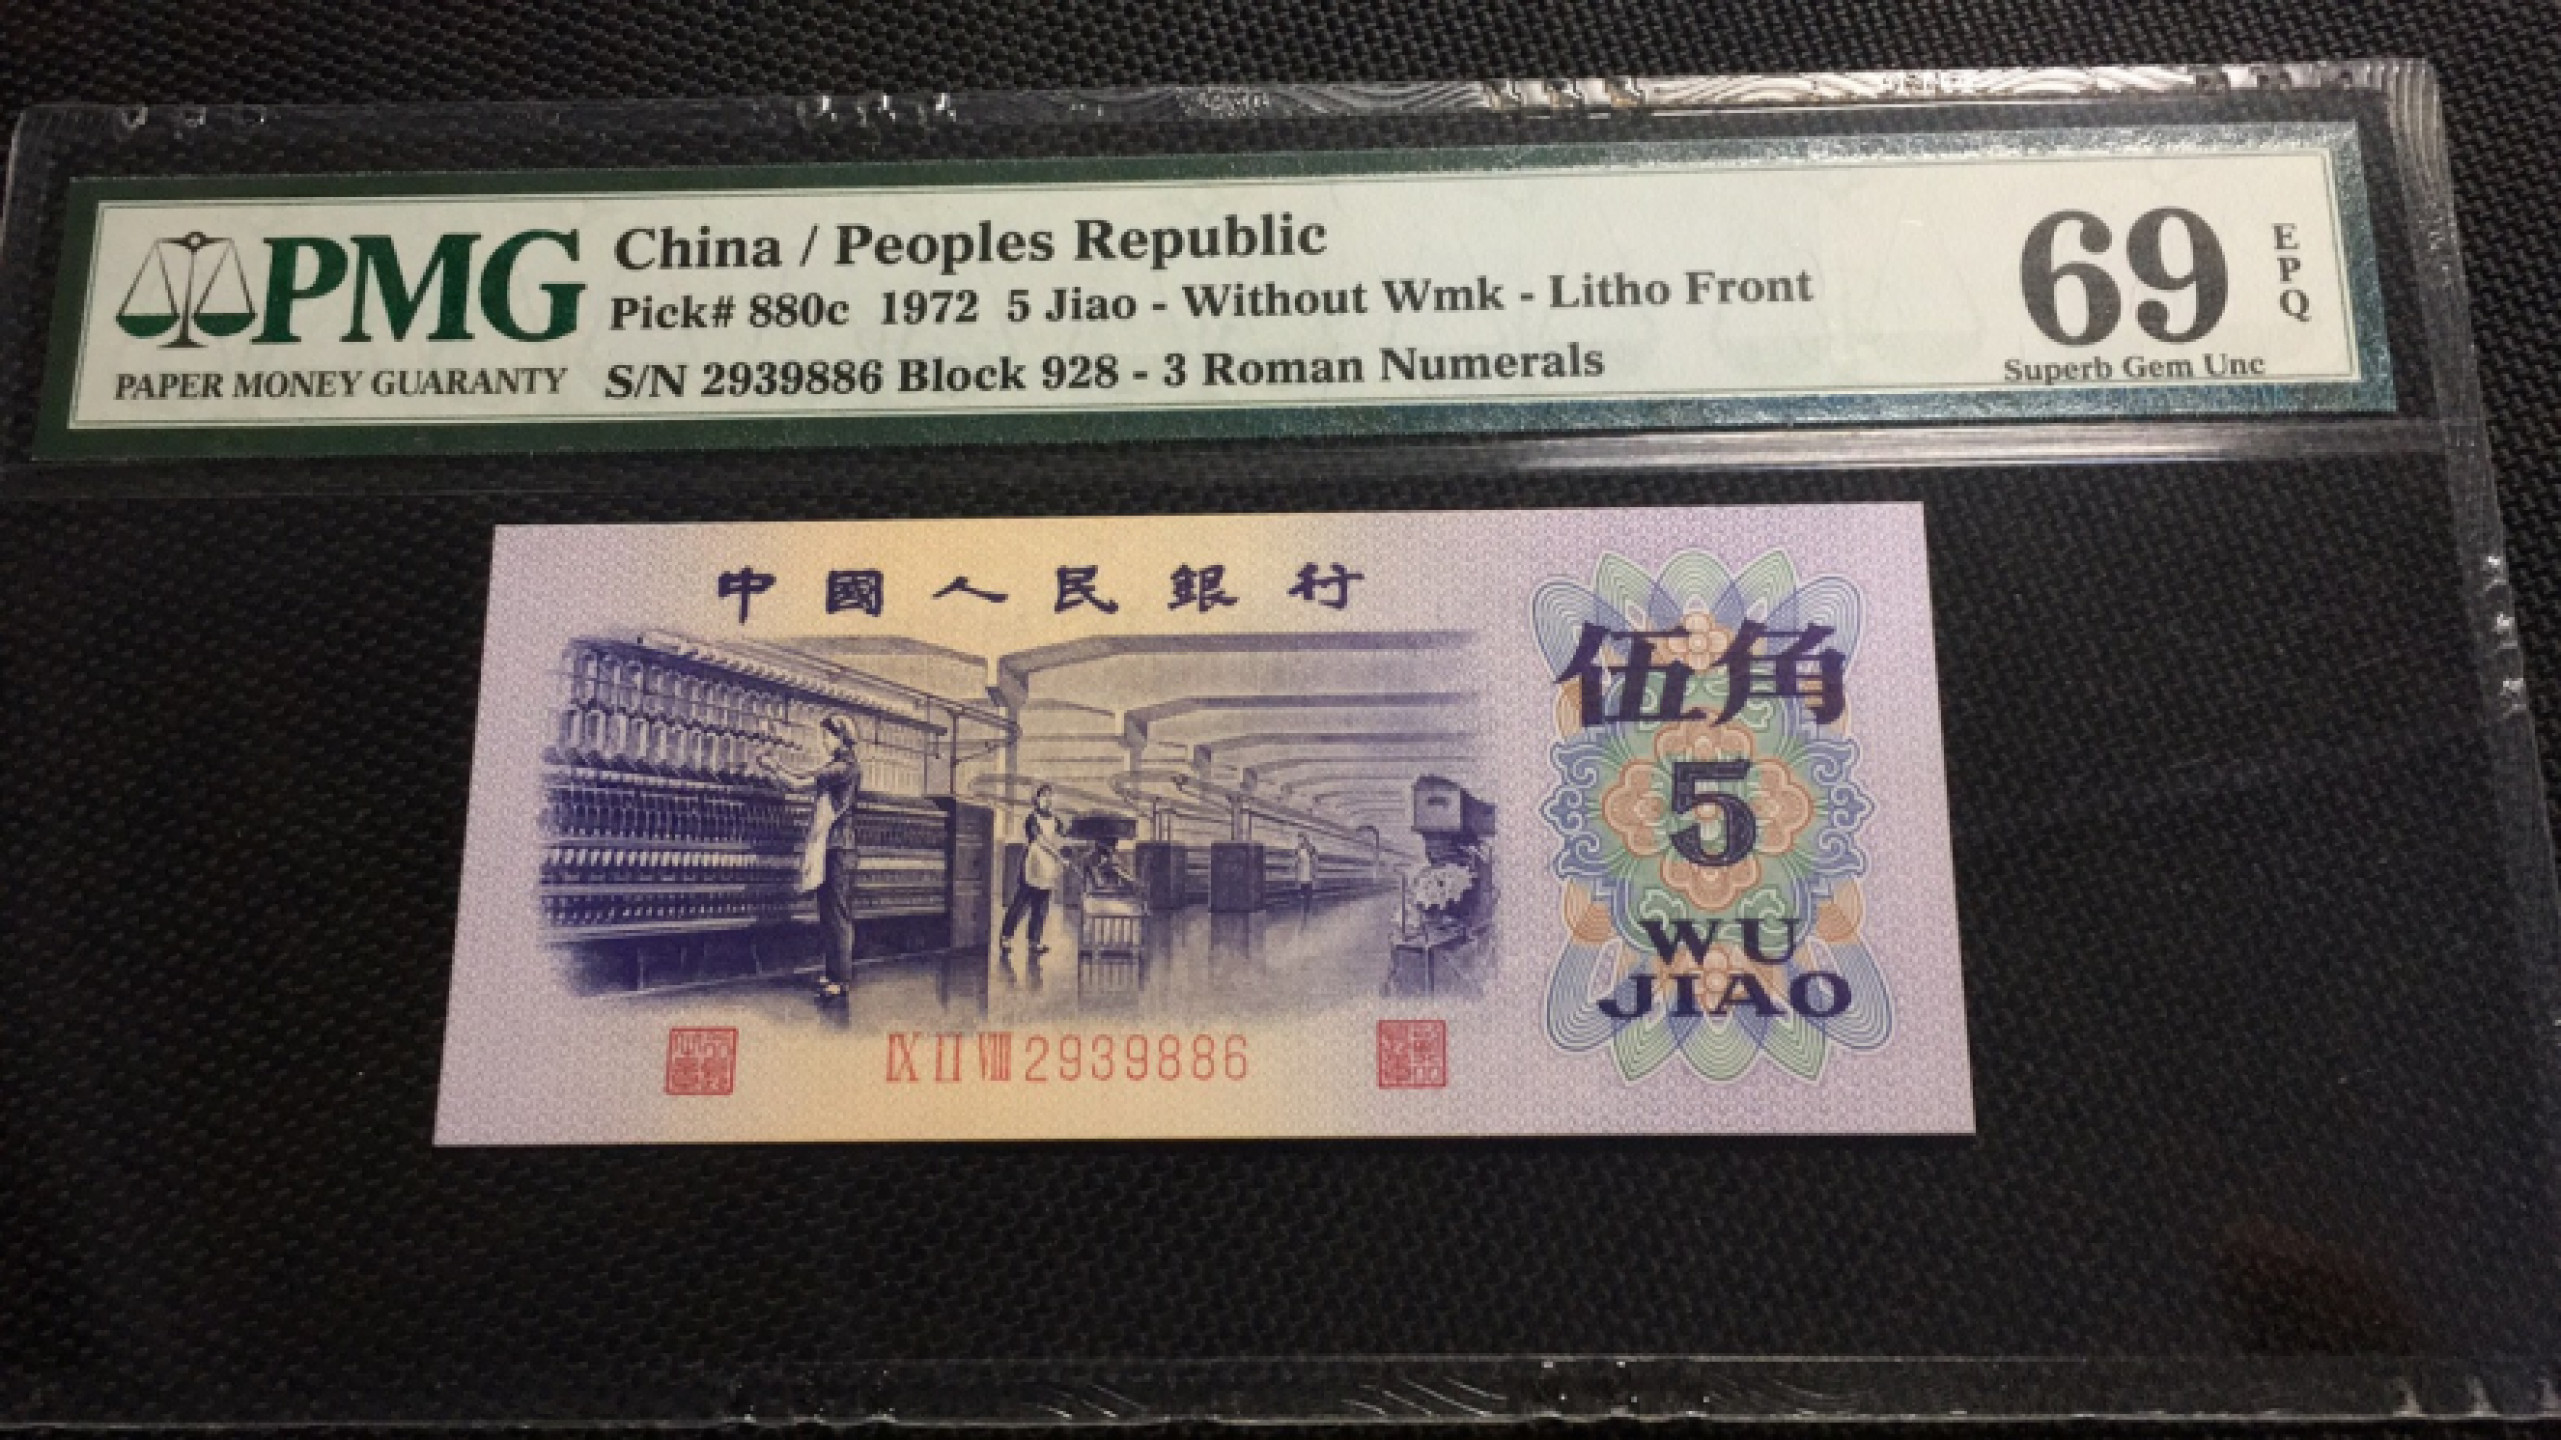 PMG
PAPER MONEY GUARANTY
China / Peoples Republic
Pick# 880c 1972 5 Jiao - Without Wmk - Litho Front
S/N 2939886 Block 928 - 3 Roman Numerals
69
EPQ
Superb Gem Unc
中國人民銀行
伍角
5
WU
JIAO
IX II VIII 2939886